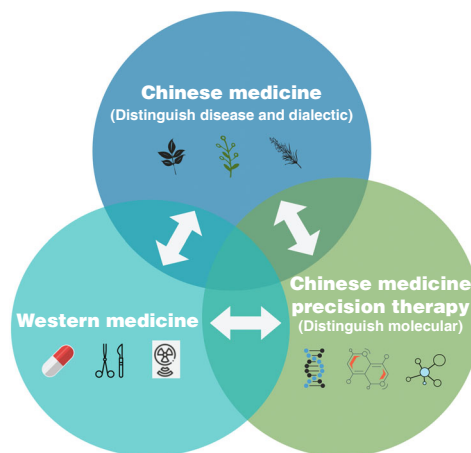 Chinese medicine
(Distinguish disease and dialectic)
Western medicine
Chinese medicine
precision therapy
(Distinguish molecular)